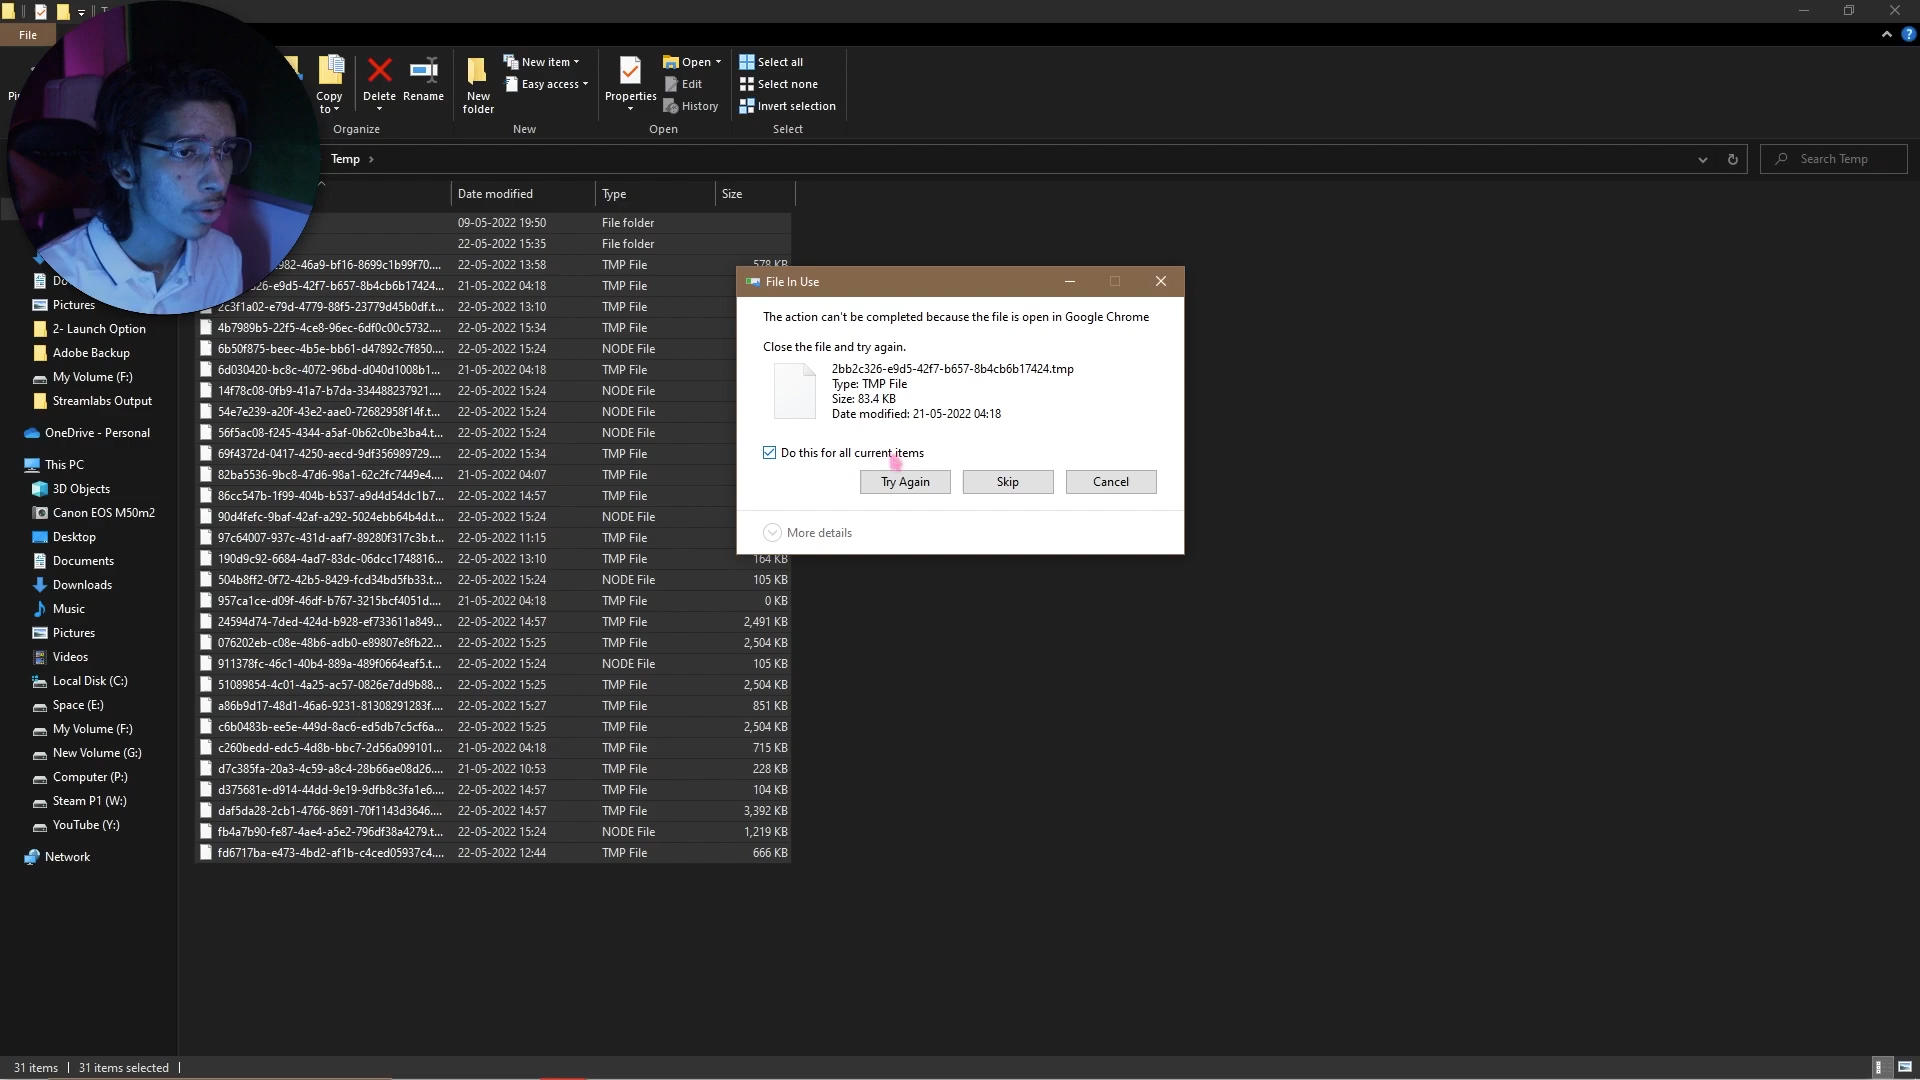 File
Copy to
Delete
Rename
New folder
New item
Easy access
Properties
Open
Edit
History
Select all
Select none
Invert selection
Organize
New
Open
Select
Temp
Search Temp
Date modified
Type
Size
09-05-2022 19:50 File folder
22-05-2022 15:35 File folder
982-46a9-bf16-8699c1b99f70.... 22-05-2022 13:58 TMP File 578 KB
326-e9d5-42f7-b657-8b4cb6b17424... 21-05-2022 04:18 TMP File
2c3f1a02-e79d-4779-88f5-23779d45b0df.t... 22-05-2022 13:10 TMP File
4b7989b5-22f5-4ce8-96ec-6df0c00c5732.... 22-05-2022 15:34 TMP File
6b50f875-beec-4b5e-bb61-d47892c7f850.... 22-05-2022 15:24 NODE File
6d030420-bc8c-4072-96bd-d040d1008b1... 21-05-2022 04:18 TMP File
14f78c08-0fb9-41a7-b7da-334488237921.... 22-05-2022 15:24 NODE File
54e7e239-a20f-43e2-aae0-72682958f14f.t... 22-05-2022 15:24 NODE File
56f5ac08-f245-4344-a5af-0b62c0be3ba4.t... 22-05-2022 15:24 NODE File
69f4372d-0417-4250-aecd-9df356989729.... 22-05-2022 15:34 TMP File
82ba5536-9bc8-47d6-98a1-62c2fc7449e4.... 21-05-2022 04:07 TMP File
86cc547b-1f99-404b-b537-a9d4d54dc1b7... 22-05-2022 14:57 TMP File
90d4fefc-9baf-42af-a292-5024ebb64b4d.t... 22-05-2022 15:24 NODE File
97c64007-937c-431d-aaf7-89280f317c3b.t... 22-05-2022 11:15 TMP File
190d9c92-6684-4ad7-83dc-06dcc1748816... 22-05-2022 13:10 TMP File 164 KB
504b8ff2-0f72-42b5-8429-fcd34bd5fb33.t... 22-05-2022 15:24 NODE File 105 KB
957ca1ce-d09f-46df-b767-3215bcf4051d.... 21-05-2022 04:18 TMP File 0 KB
24594d74-7ded-424d-b928-ef733611a849... 22-05-2022 14:57 TMP File 2,491 KB
076202eb-c08e-48b6-adb0-e89807e8fb22... 22-05-2022 15:25 TMP File 2,504 KB
911378fc-46c1-40b4-889a-489f0664eaf5.t... 22-05-2022 15:24 NODE File 105 KB
51089854-4c01-4a25-ac57-0826e7dd9b88... 22-05-2022 15:25 TMP File 2,504 KB
a86b9d17-48d1-46a6-9231-81308291283f.... 22-05-2022 15:27 TMP File 851 KB
c6b0483b-ee5e-449d-8ac6-ed5db7c5cf6a... 22-05-2022 15:25 TMP File 2,504 KB
c260bedd-edc5-4d8b-bbc7-2d56a099101... 21-05-2022 04:18 TMP File 715 KB
d7c385fa-20a3-4c59-a8c4-28b66ae08d26.... 21-05-2022 10:53 TMP File 228 KB
d375681e-d914-44dd-9e19-9dfb8c3fa1e6.... 22-05-2022 14:57 TMP File 104 KB
daf5da28-2cb1-4766-8691-70f1143d3646.... 22-05-2022 14:57 TMP File 3,392 KB
fb4a7b90-fe87-4ae4-a5e2-796df38a4279.t... 22-05-2022 15:24 NODE File 1,219 KB
fd6717ba-e473-4bd2-af1b-c4ced05937c4.... 22-05-2022 12:44 TMP File 666 KB
Pictures
2- Launch Option
Adobe Backup
My Volume (F:)
Streamlabs Output
OneDrive - Personal
This PC
3D Objects
Canon EOS M50m2
Desktop
Documents
Downloads
Music
Pictures
Videos
Local Disk (C:)
Space (E:)
My Volume (F:)
New Volume (G:)
Computer (P:)
Steam P1 (W:)
YouTube (Y:)
Network
File In Use
The action can't be completed because the file is open in Google Chrome
Close the file and try again.
2bb2c326-e9d5-42f7-b657-8b4cb6b17424.tmp
Type: TMP File
Size: 83.4 KB
Date modified: 21-05-2022 04:18
Do this for all current items
Try Again
Skip
Cancel
More details
31 items
31 items selected